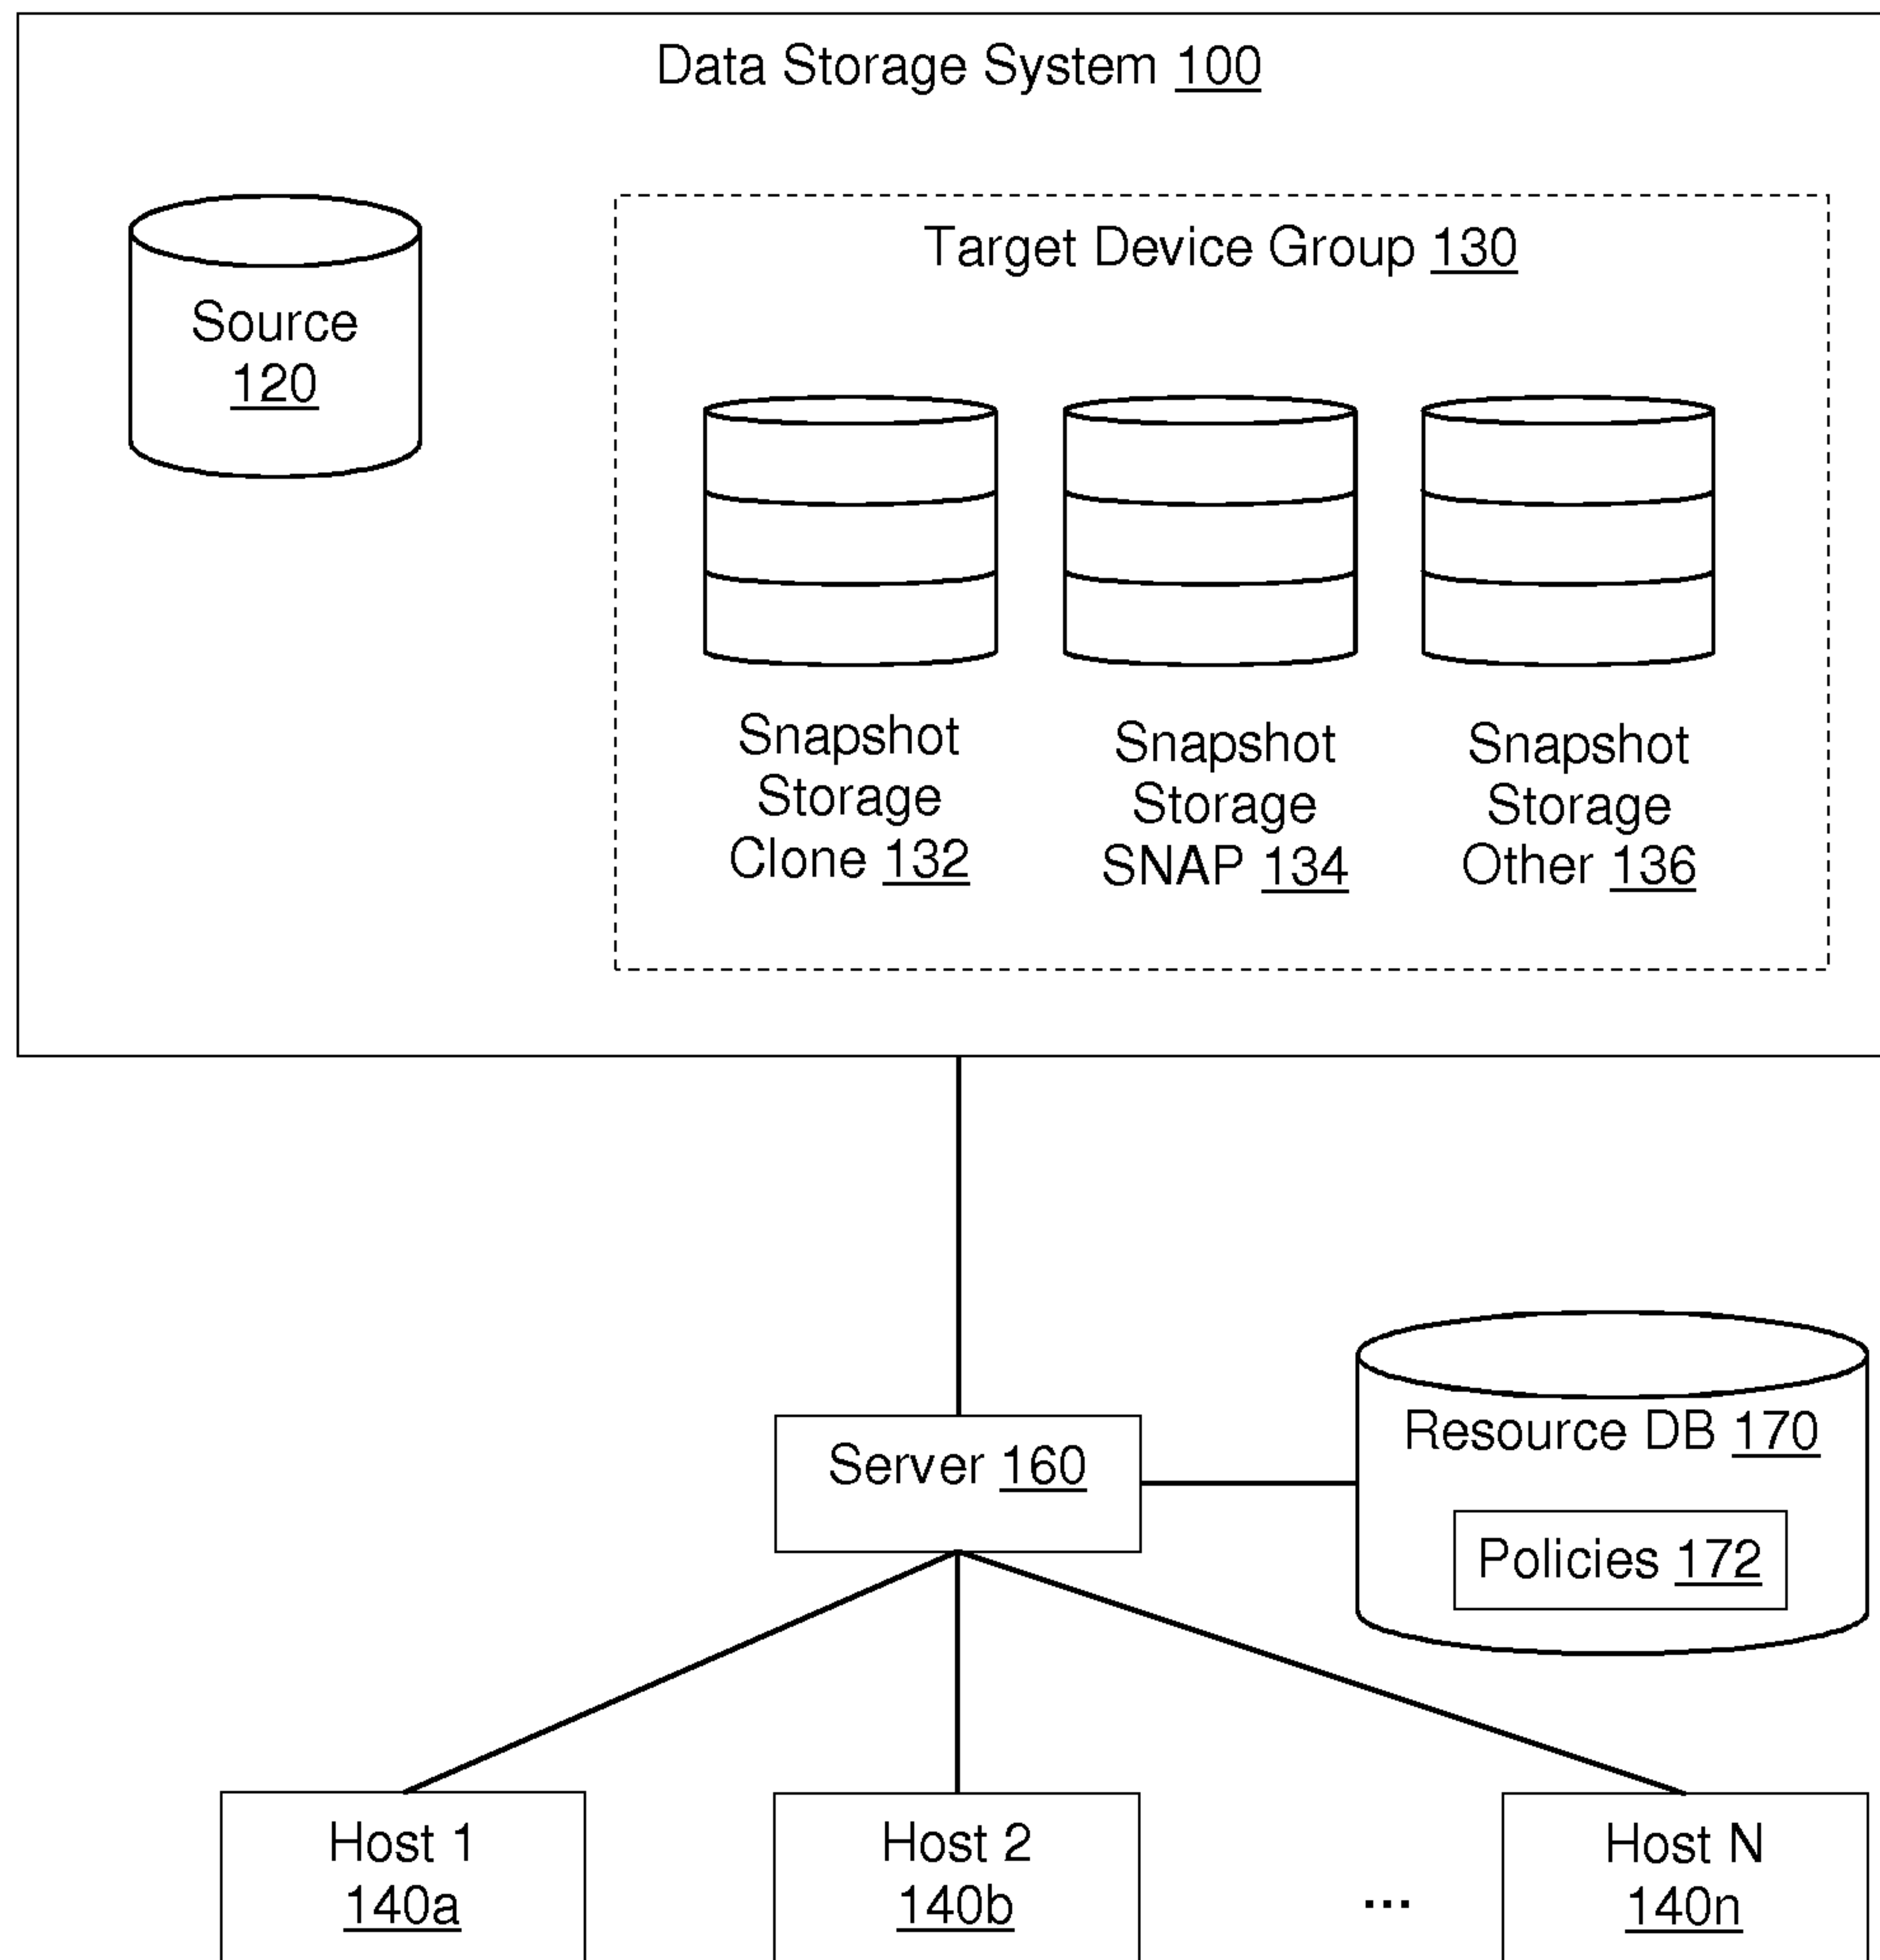 Data Storage System 100
Source
120
Target Device Group 130
Snapshot
Storage
Clone 132
Snapshot
Storage
SNAP 134
Snapshot
Storage
Other 136
Server 160
Resource DB 170
Policies 172
Host 1
140a
Host 2
140b
...
Host N
140n